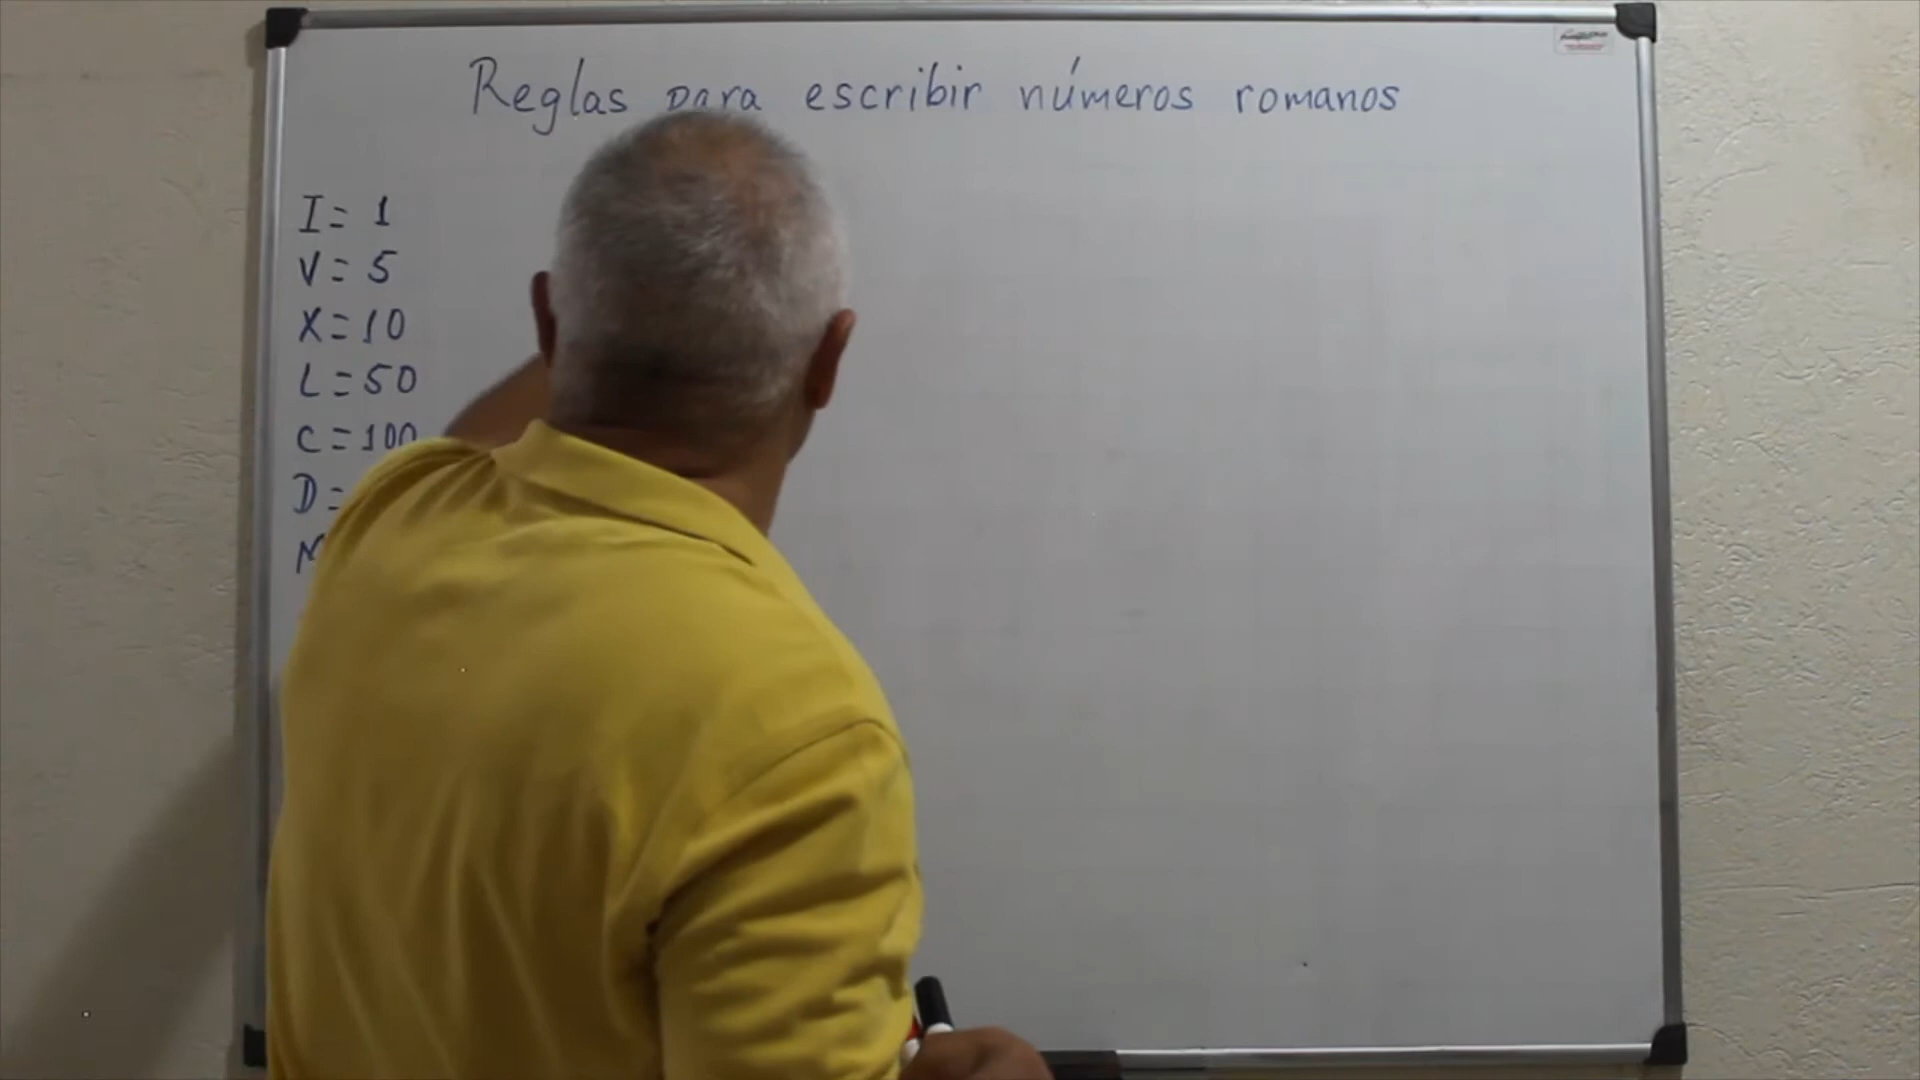 Reglas para escribir números romanos
I = 1
V = 5
X = 10
L = 50
C = 100
D =